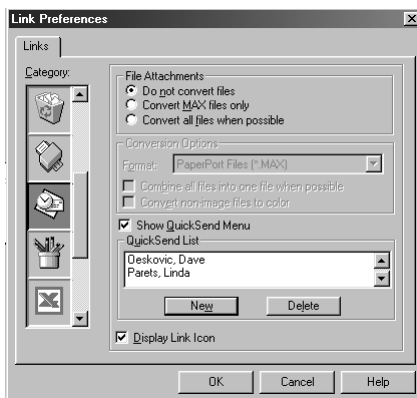 Link Preferences
Links
Category:
File Attachments
Do not convert files
Convert MAX files only
Convert all files when possible
Conversion Options
Format: PaperPort Files (*.MAX)
Combine all files into one file when possible
Convert non-image files to color
Show QuickSend Menu
QuickSend List
Oeskovic, Dave
Parets, Linda
New Delete
Display Link Icon
OK Cancel Help